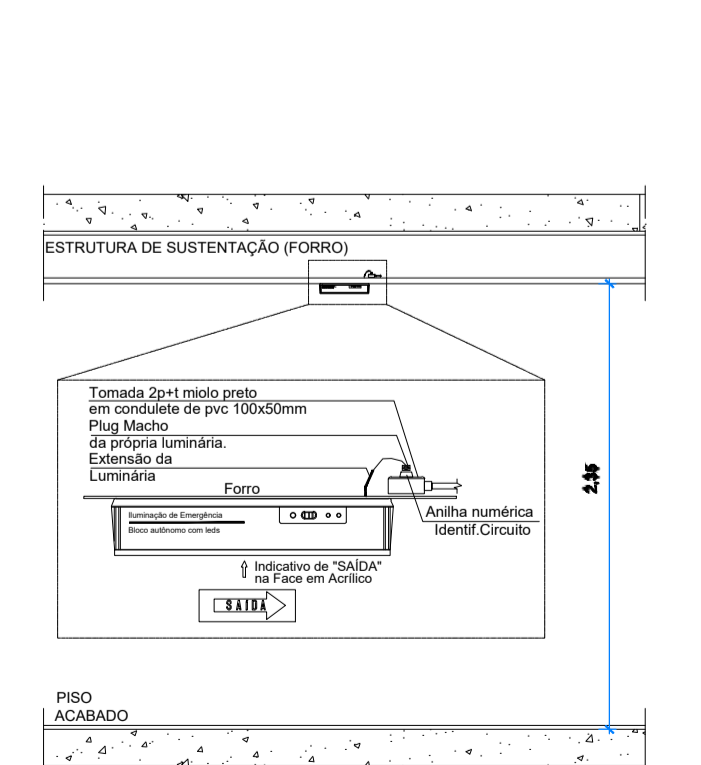 ESTRUTURA DE SUSTENTAÇÃO (FORRO)
Tomada 2p+t miolo preto
em condulete de pvc 100x50mm
Plug Macho
da própria luminária.
Extensão da
Luminária
Forro
Iluminação de Emergência
Bloco autônomo com leds
Anilha numérica
Identif.Circuito
Indicativo de "SAÍDA"
na Face em Acrílico
SAIDA
PISO
ACABADO